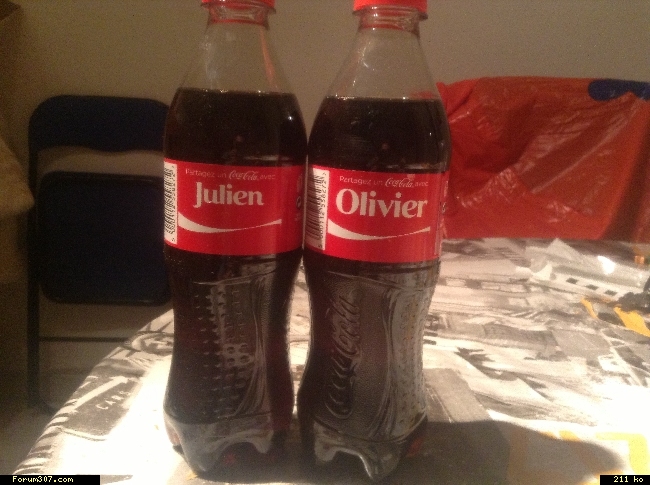 Partagez un Coca-Cola avec
Julien
Partagez un Coca-Cola avec
Olivier
Coca-Cola
Forum307.com
211 ko